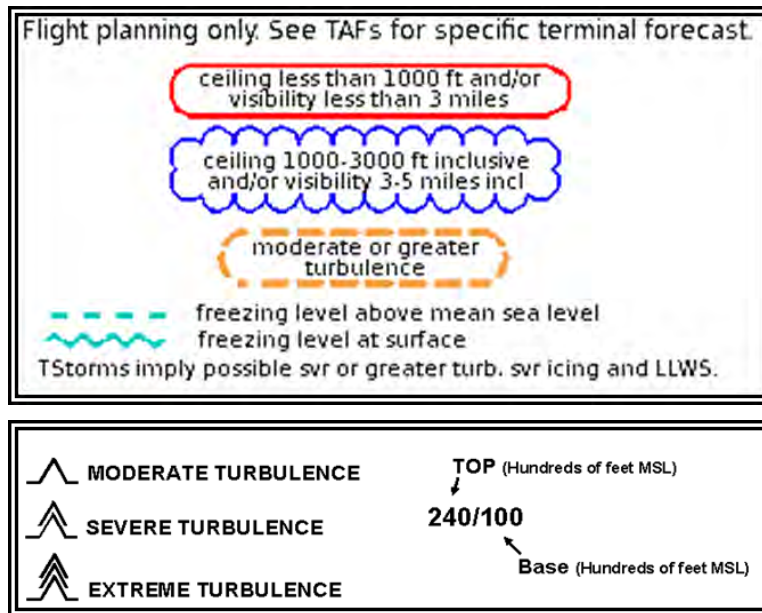 Flight planning only. See TAFs for specific terminal forecast.
ceiling less than 1000 ft and/or
visibility less than 3 miles
ceiling 1000-3000 ft inclusive
and/or visibility 3-5 miles incl
moderate or greater
turbulence
freezing level above mean sea level
freezing level at surface
TStorms imply possible svr or greater turb. svr icing and LLWS.
MODERATE TURBULENCE
SEVERE TURBULENCE
EXTREME TURBULENCE
TOP (Hundreds of feet MSL)
240/100
Base (Hundreds of feet MSL)